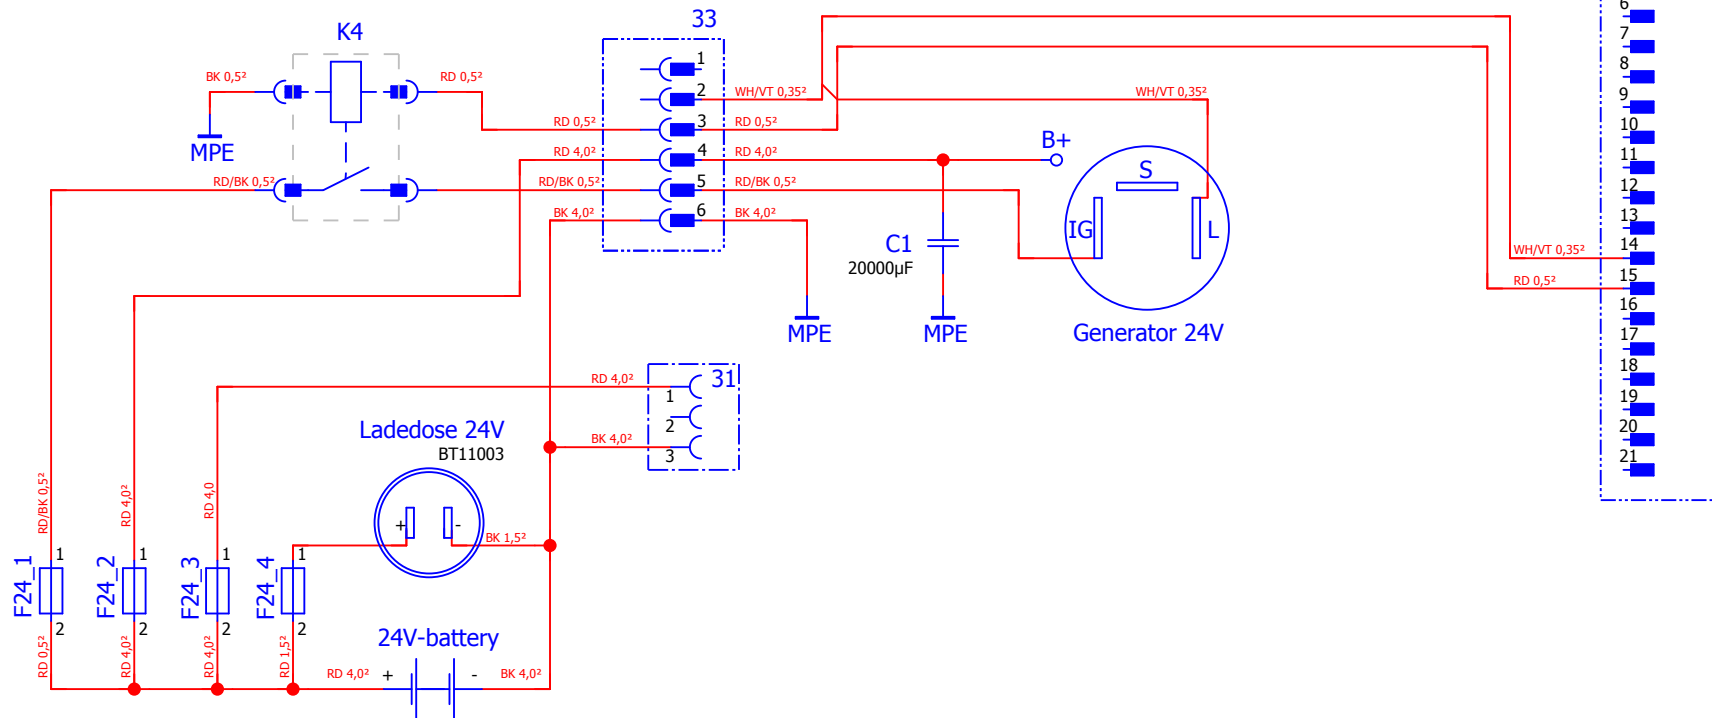 6
33
K4
7
1
8
BK 0,5²
RD 0,5²
2
WH/VT 0,35²
WH/VT 0,35²
9
RD 0,5²
3
RD 0,5²
10
B+
MPE
RD 4,0²
4
RD 4,0²
11
S
RD/BK 0,5²
RD/BK 0,5²
5
RD/BK 0,5²
12
BK 4,0²
6
BK 4,0²
13
IG
L
C1
14
WH/VT 0,35²
20000µF
15
RD 0,5²
16
MPE
MPE
Generator 24V
17
18
RD 4,0²
31
1
19
Ladedose 24V
2
20
BT11003
BK 4,0²
3
21
RD/BK 0,5²
RD 4,0²
RD 4,0
+
-
BK 1,5²
1
1
1
1
F24_1
F24_2
F24_3
F24_4
2
2
2
2
24V-battery
RD 0,5²
RD 4,0²
RD 4,0²
RD 1,5²
RD 4,0²
+
-
BK 4,0²